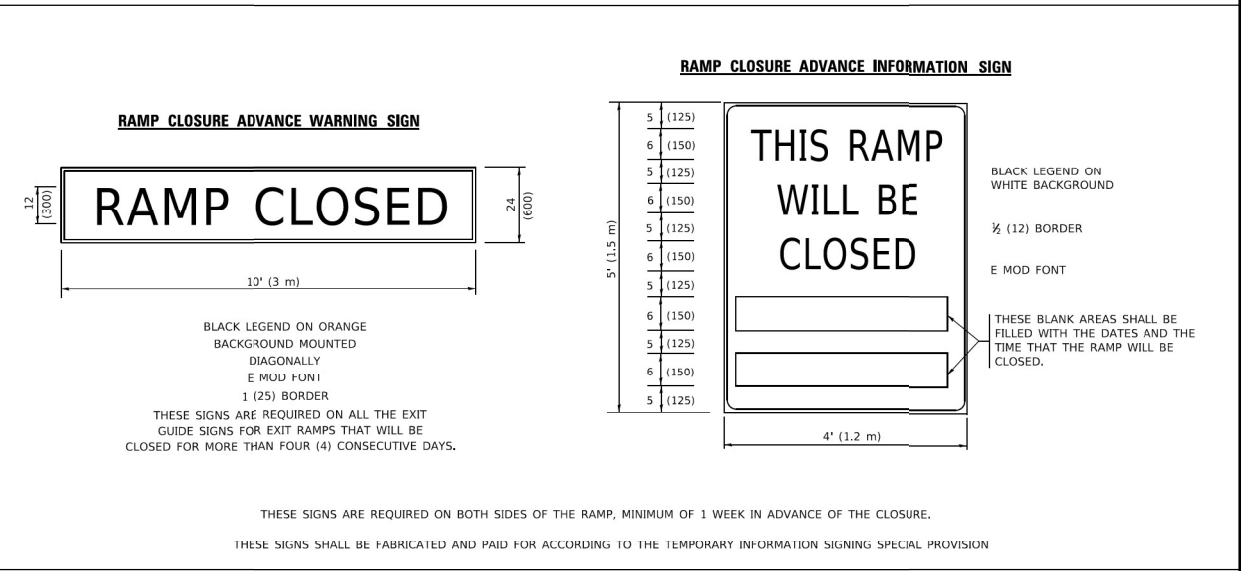 RAMP CLOSURE ADVANCE WARNING SIGN
12
(300)
RAMP CLOSED
24
(600)
10' (3 m)
BLACK LEGEND ON ORANGE
BACKGROUND MOUNTED
DIAGONALLY
E MOD FONT
1 (25) BORDER
THESE SIGNS ARE REQUIRED ON ALL THE EXIT
GUIDE SIGNS FOR EXIT RAMPS THAT WILL BE
CLOSED FOR MORE THAN FOUR (4) CONSECUTIVE DAYS.
RAMP CLOSURE ADVANCE INFORMATION SIGN
5' (1.5 m)
5 (125)
6 (150)
5 (125)
6 (150)
5 (125)
6 (150)
5 (125)
6 (150)
5 (125)
6 (150)
5 (125)
THIS RAMP
WILL BE
CLOSED
4' (1.2 m)
BLACK LEGEND ON
WHITE BACKGROUND
½ (12) BORDER
E MOD FONT
THESE BLANK AREAS SHALL BE
FILLED WITH THE DATES AND THE
TIME THAT THE RAMP WILL BE
CLOSED.
THESE SIGNS ARE REQUIRED ON BOTH SIDES OF THE RAMP, MINIMUM OF 1 WEEK IN ADVANCE OF THE CLOSURE.
THESE SIGNS SHALL BE FABRICATED AND PAID FOR ACCORDING TO THE TEMPORARY INFORMATION SIGNING SPECIAL PROVISION